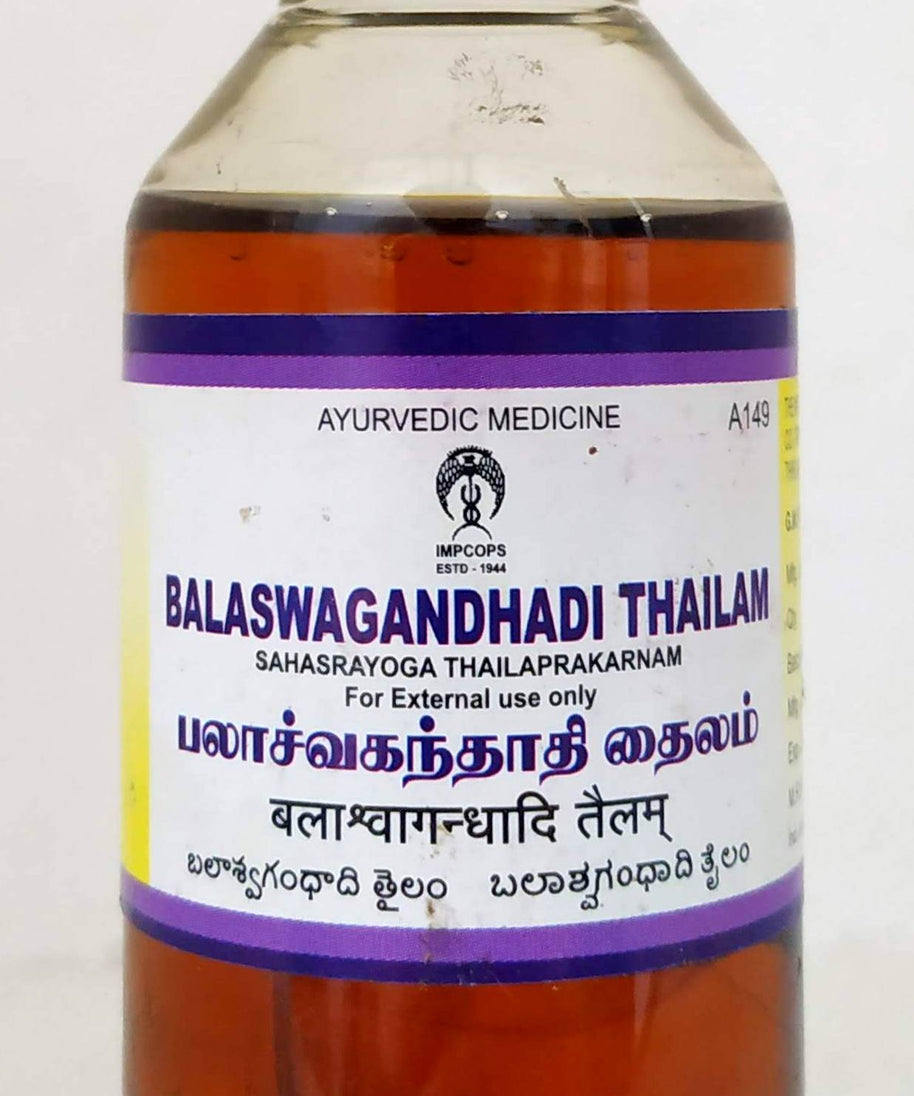 AYURVEDIC MEDICINE A149
IMPCOPS
ESTD - 1944
BALASWAGANDHADI THAILAM
SAHASRAYOGA THAILAPRAKARNAM
For External use only
பலாச்வகந்தாதி தைலம்
बलाश्वागन्धादि तैलम्
బలాశ్వగంధాది తైలం ಬಲಾಶ್ವಗಂಧಾದಿ ತೈಲಂ